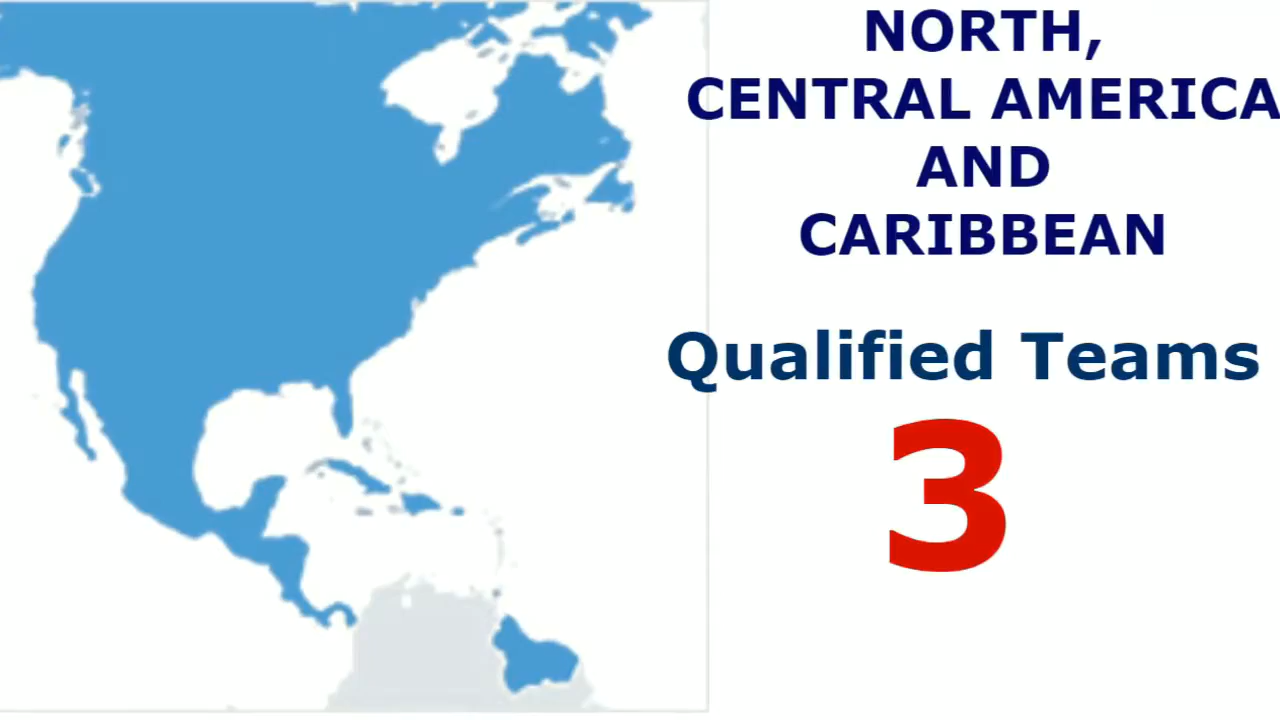 NORTH,
CENTRAL AMERICA
AND
CARIBBEAN
Qualified Teams
3